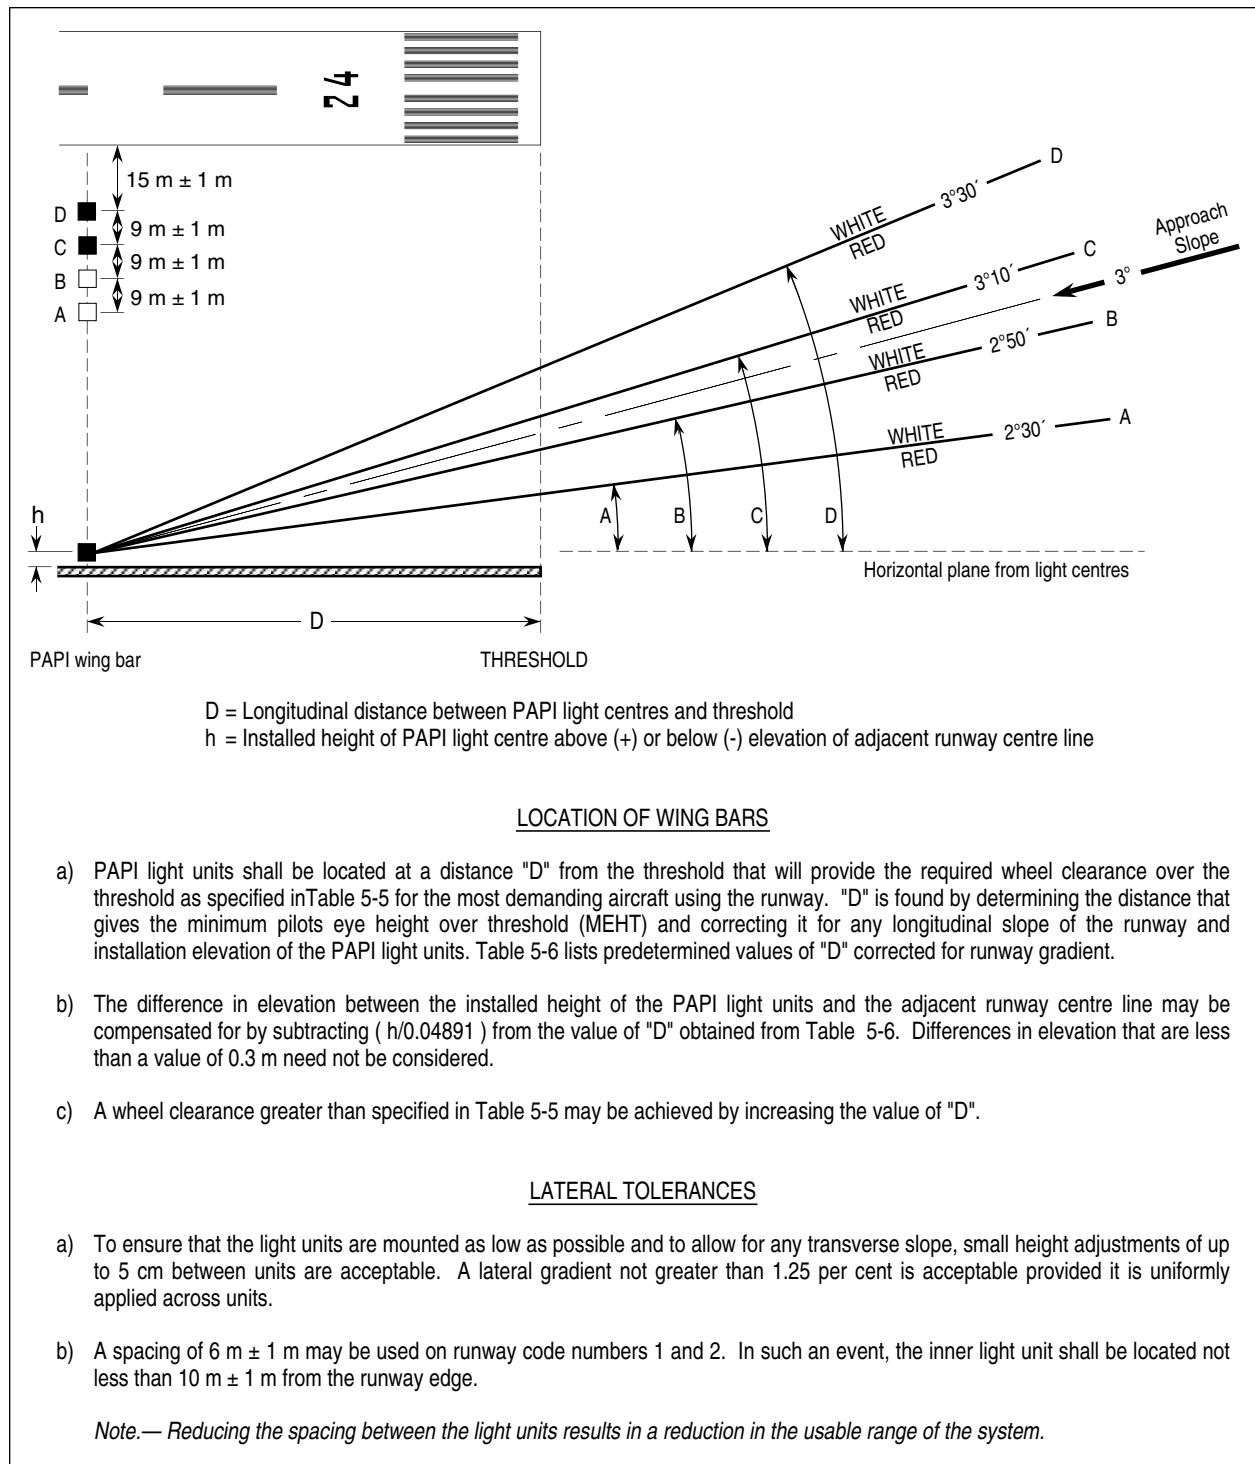 24
15 m ± 1 m
D
9 m ± 1 m
C
9 m ± 1 m
B
9 m ± 1 m
A
D
3°30´
WHITE
RED
Approach
Slope
3°
C
3°10´
WHITE
RED
B
2°50´
WHITE
RED
A
2°30´
WHITE
RED
A
B
C
D
h
Horizontal plane from light centres
D
PAPI wing bar
THRESHOLD
D = Longitudinal distance between PAPI light centres and threshold
h = Installed height of PAPI light centre above (+) or below (-) elevation of adjacent runway centre line
LOCATION OF WING BARS
a) PAPI light units shall be located at a distance "D" from the threshold that will provide the required wheel clearance over the
threshold as specified inTable 5-5 for the most demanding aircraft using the runway. "D" is found by determining the distance that
gives the minimum pilots eye height over threshold (MEHT) and correcting it for any longitudinal slope of the runway and
installation elevation of the PAPI light units. Table 5-6 lists predetermined values of "D" corrected for runway gradient.
b) The difference in elevation between the installed height of the PAPI light units and the adjacent runway centre line may be
compensated for by subtracting ( h/0.04891 ) from the value of "D" obtained from Table 5-6. Differences in elevation that are less
than a value of 0.3 m need not be considered.
c) A wheel clearance greater than specified in Table 5-5 may be achieved by increasing the value of "D".
LATERAL TOLERANCES
a) To ensure that the light units are mounted as low as possible and to allow for any transverse slope, small height adjustments of up
to 5 cm between units are acceptable. A lateral gradient not greater than 1.25 per cent is acceptable provided it is uniformly
applied across units.
b) A spacing of 6 m ± 1 m may be used on runway code numbers 1 and 2. In such an event, the inner light unit shall be located not
less than 10 m ± 1 m from the runway edge.
Note.— Reducing the spacing between the light units results in a reduction in the usable range of the system.